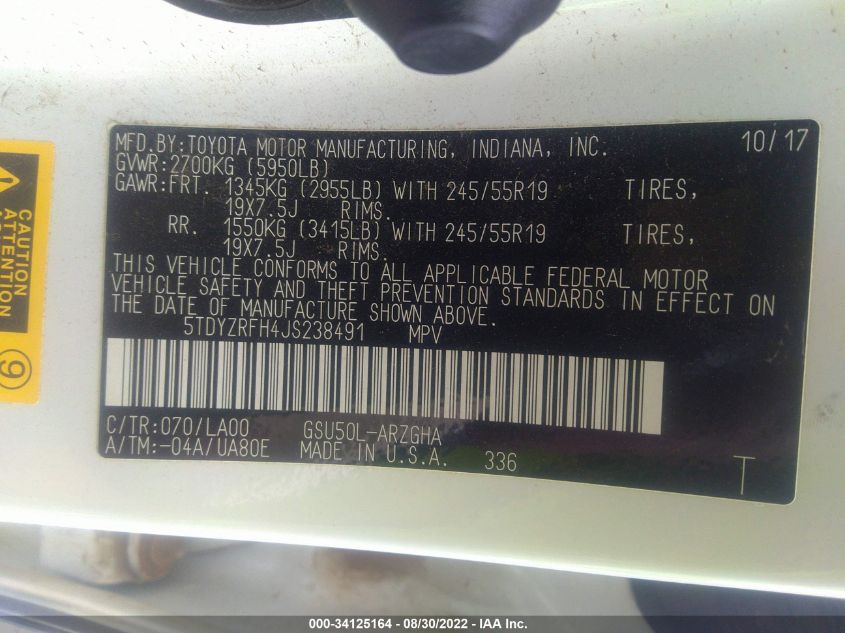 MFD.BY:TOYOTA MOTOR MANUFACTURING, INDIANA, INC. 10/17
GVWR:2700KG (5950LB)
GAWR:FRT. 1345KG (2955LB) WITH 245/55R19 TIRES,
19X7.5J RIMS.
RR. 1550KG (3415LB) WITH 245/55R19 TIRES,
19X7.5J RIMS.
THIS VEHICLE CONFORMS TO ALL APPLICABLE FEDERAL MOTOR
VEHICLE SAFETY AND THEFT PREVENTION STANDARDS IN EFFECT ON
THE DATE OF MANUFACTURE SHOWN ABOVE.
5TDYZRFH4JS238491 MPV
C/TR:070/LA00 GSU50L-ARZGHA
A/TM:-04A/UA80E MADE IN U.S.A. 336
T
CAUTION
ATTENTION
9
000-34125164 - 08/30/2022 - IAA Inc.